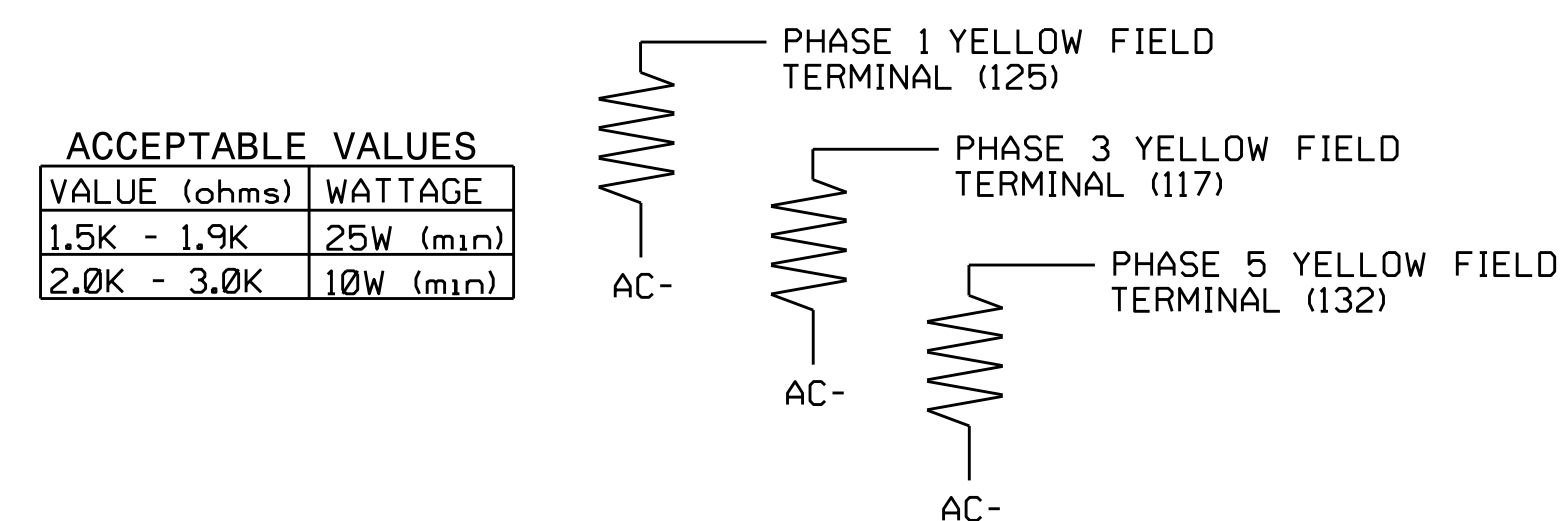 ACCEPTABLE VALUES
VALUE (ohms) WATTAGE
1.5K - 1.9K 25W (min)
2.0K - 3.0K 10W (min)
PHASE 1 YELLOW FIELD
TERMINAL (125)
AC-
PHASE 3 YELLOW FIELD
TERMINAL (117)
AC-
PHASE 5 YELLOW FIELD
TERMINAL (132)
AC-